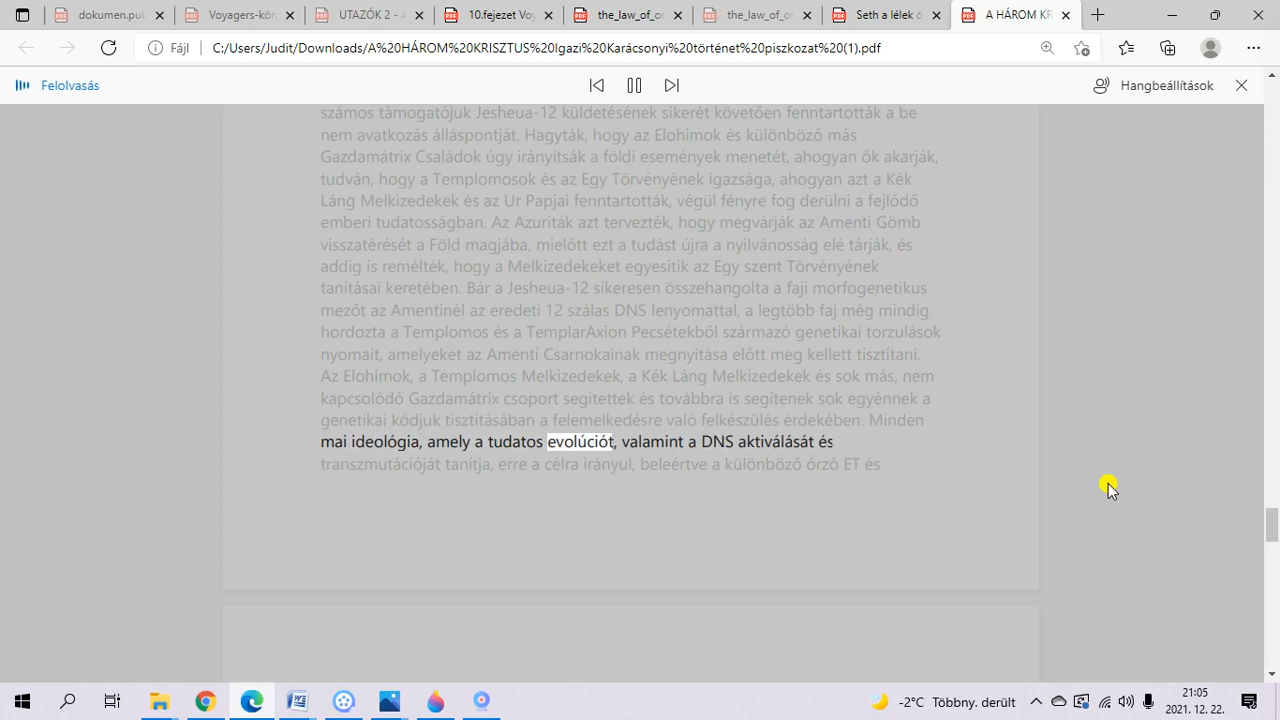 dokumen.pub
Voyagers-kön
UTAZÓK 2 - A
10.fejezet Voy
the_law_of_on
the_law_of_on
Seth a lélek ö
A HÁROM KR
Fájl
C:/Users/Judit/Downloads/A%20HÁROM%20KRISZTUS%20Igazi%20Karácsonyi%20történet%20piszkozat%20(1).pdf
Felolvasás
Hangbeállítások
számos támogatójuk Jesheua-12 küldetésének sikerét követően fenntartották a be
nem avatkozás álláspontját. Hagyták, hogy az Elohimok és különböző más
Gazdamátrix Családok úgy irányítsák a földi események menetét, ahogyan ők akarják,
tudván, hogy a Templomosok és az Egy Törvényének igazsága, ahogyan azt a Kék
Láng Melkizedekek és az Ur Papjai fenntartották, végül fényre fog derülni a fejlődő
emberi tudatosságban. Az Azuriták azt tervezték, hogy megvárják az Amenti Gömb
visszatérését a Föld magjába, mielőtt ezt a tudást újra a nyilvánosság elé tárják, és
addig is remélték, hogy a Melkizedekeket egyesítik az Egy szent Törvényének
tanításai keretében. Bár a Jesheua-12 sikeresen összehangolta a faji morfogenetikus
mezőt az Amentinél az eredeti 12 szálas DNS lenyomattal, a legtöbb faj még mindig
hordozta a Templomos és a TemplarAxion Pecsétekből származó genetikai torzulások
nyomait, amelyeket az Amenti Csarnokainak megnyitása előtt meg kellett tisztítani.
Az Elohimok, a Templomos Melkizedekek, a Kék Láng Melkizedekek és sok más, nem
kapcsolódó Gazdamátrix csoport segítettek és továbbra is segítenek sok egyénnek a
genetikai kódjuk tisztításában a felemelkedésre való felkészülés érdekében. Minden
mai ideológia, amely a tudatos evolúciót, valamint a DNS aktiválását és
transzmutációját tanítja, erre a célra irányul, beleértve a különböző őrző ET és
-2°C Többny. derült
21:05
2021. 12. 22.